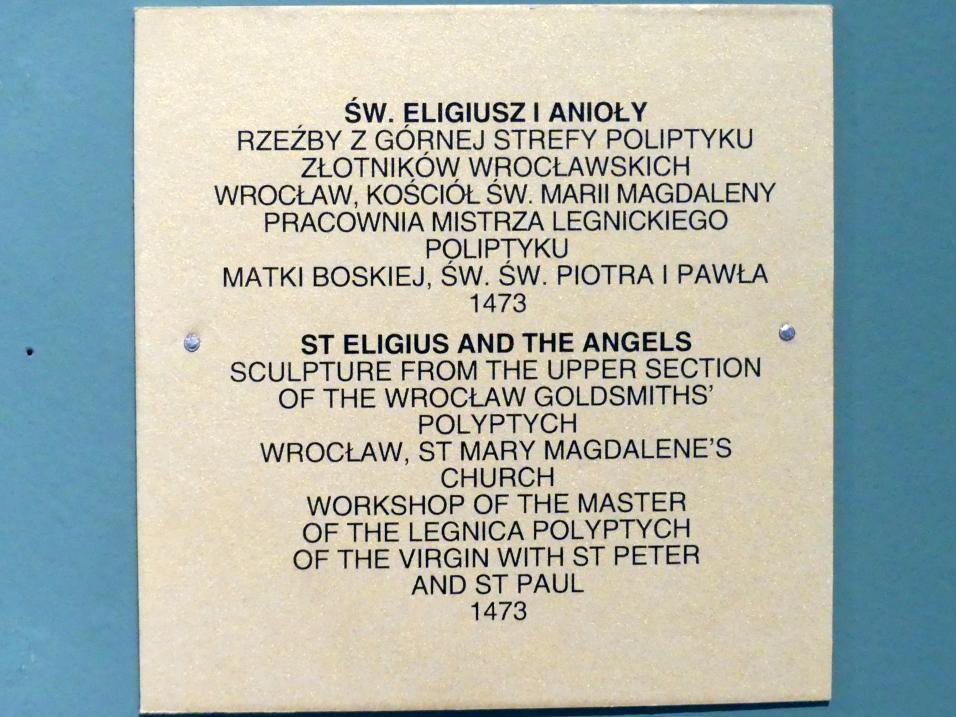 ŚW. ELIGIUSZ I ANIOŁY
RZEŹBY Z GÓRNEJ STREFY POLIPTYKU
ZŁOTNIKÓW WROCŁAWSKICH
WROCŁAW, KOŚCIÓŁ ŚW. MARII MAGDALENY
PRACOWNIA MISTRZA LEGNICKIEGO
POLIPTYKU
MATKI BOSKIEJ, ŚW. ŚW. PIOTRA I PAWŁA
1473
ST ELIGIUS AND THE ANGELS
SCULPTURE FROM THE UPPER SECTION
OF THE WROCŁAW GOLDSMITHS'
POLYPTYCH
WROCŁAW, ST MARY MAGDALENE'S
CHURCH
WORKSHOP OF THE MASTER
OF THE LEGNICA POLYPTYCH
OF THE VIRGIN WITH ST PETER
AND ST PAUL
1473